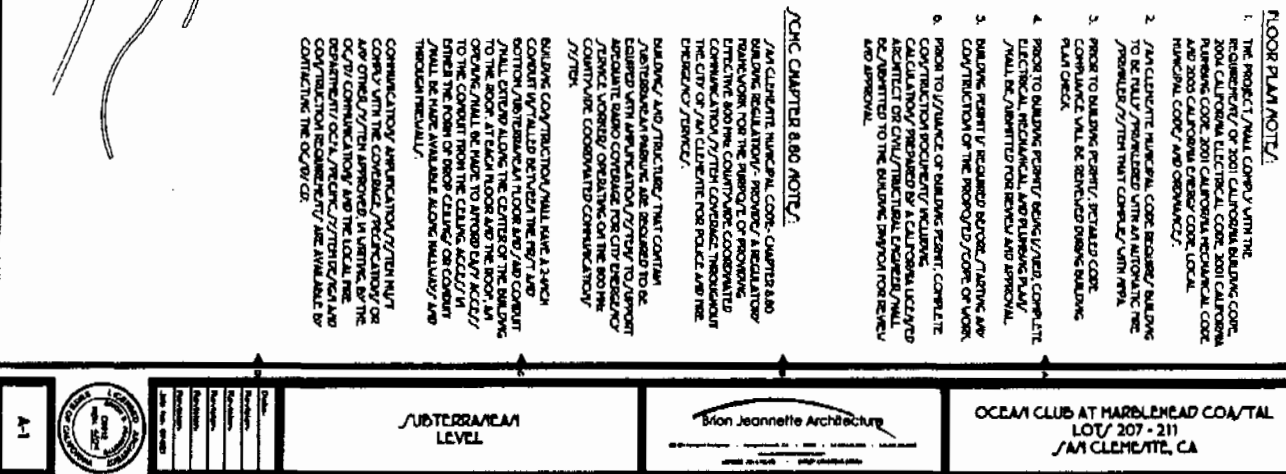 FLOOR PLAN NOTES:
1. THE PROJECT SHALL COMPLY WITH THE
REQUIREMENTS OF 2001 CALIFORNIA BUILDING CODE,
2004 CALIFORNIA ELECTRICAL CODE, 2001 CALIFORNIA
PLUMBING CODE, 2001 CALIFORNIA MECHANICAL CODE
AND 2005 CALIFORNIA ENERGY CODE, LOCAL
MUNICIPAL CODES AND ORDINANCES.
2. SAN CLEMENTE MUNICIPAL CODE REQUIRES BUILDING
TO BE FULLY SPRINKLERED WITH AN AUTOMATIC FIRE
SPRINKLER SYSTEM THAT COMPLIES WITH NFPA.
3. PRIOR TO BUILDING PERMITS, DETAILED CODE
COMPLIANCE WILL BE REVIEWED DURING BUILDING
PLAN CHECK.
4. PRIOR TO BUILDING PERMITS BEING ISSUED, COMPLETE
ELECTRICAL, MECHANICAL, AND PLUMBING PLANS
SHALL BE SUBMITTED FOR REVIEW AND APPROVAL.
5. BUILDING PERMIT IS REQUIRED BEFORE STARTING ANY
CONSTRUCTION OF THE PROPOSED SCOPE OF WORK.
6. PRIOR TO ISSUANCE OF BUILDING PERMIT, COMPLETE
CONSTRUCTION DOCUMENTS INCLUDING
CALCULATIONS PREPARED BY A CALIFORNIA LICENSED
ARCHITECT OR CIVIL/STRUCTURAL ENGINEER SHALL
BE SUBMITTED TO THE BUILDING DIVISION FOR REVIEW
AND APPROVAL.
SCMC CHAPTER 8.80 NOTES:
SAN CLEMENTE MUNICIPAL CODE- CHAPTER 8.80
BUILDING REGULATIONS- PROVIDES A REGULATORY
FRAMEWORK FOR THE PURPOSE OF PROVIDING
EFFECTIVE 800 MHz COUNTYWIDE COORDINATED
COMMUNICATIONS SYSTEM COVERAGE THROUGHOUT
THE CITY OF SAN CLEMENTE FOR POLICE AND FIRE
EMERGENCY SERVICES.
BUILDINGS AND STRUCTURES THAT CONTAIN
SUBTERRANEAN PARKING ARE REQUIRED TO BE
EQUIPPED WITH AMPLIFICATION SYSTEMS TO SUPPORT
ADEQUATE RADIO COVERAGE FOR CITY EMERGENCY
SERVICE WORKERS OPERATING ON THE 800 MHz
COUNTYWIDE COORDINATED COMMUNICATIONS
SYSTEM.
BUILDING CONSTRUCTION SHALL HAVE A 2-INCH
CONDUIT INSTALLED BETWEEN THE FIRST AND
BOTTOM SUBTERRANEAN FLOOR AND SAID CONDUIT
SHALL EXTEND ALONG THE CENTER OF THE BUILDING
TO THE ROOF. AT EACH FLOOR AND THE ROOF, AN
OPENING SHALL BE MADE TO AFFORD EASY ACCESS
TO THE CONDUIT FROM THE CEILING. ACCESS IN
EITHER THE FORM OF DROP CEILINGS OR CONDUIT
SHALL BE MADE AVAILABLE ALONG HALLWAYS AND
THROUGH FIREWALLS.
COMMUNICATIONS AMPLIFICATION SYSTEM MUST
COMPLY WITH THE COVERAGE SPECIFICATIONS OR
ANY OTHER SYSTEM APPROVED, IN WRITING, BY THE
OCSD/ COMMUNICATIONS AND THE LOCAL FIRE
DEPARTMENT/ OCFA. SPECIFIC SYSTEM DESIGN AND
CONSTRUCTION REQUIREMENTS ARE AVAILABLE BY
CONTACTING THE OCSD/ CD.
OCEAN CLUB AT MARBLEHEAD COASTAL
LOTS 207 - 211
SAN CLEMENTE, CA
Brion Jeannette Architecture
SUBTERRANEAN
LEVEL
Date:
Revision:
Revision:
Revision:
Revision:
Revision:
A-1